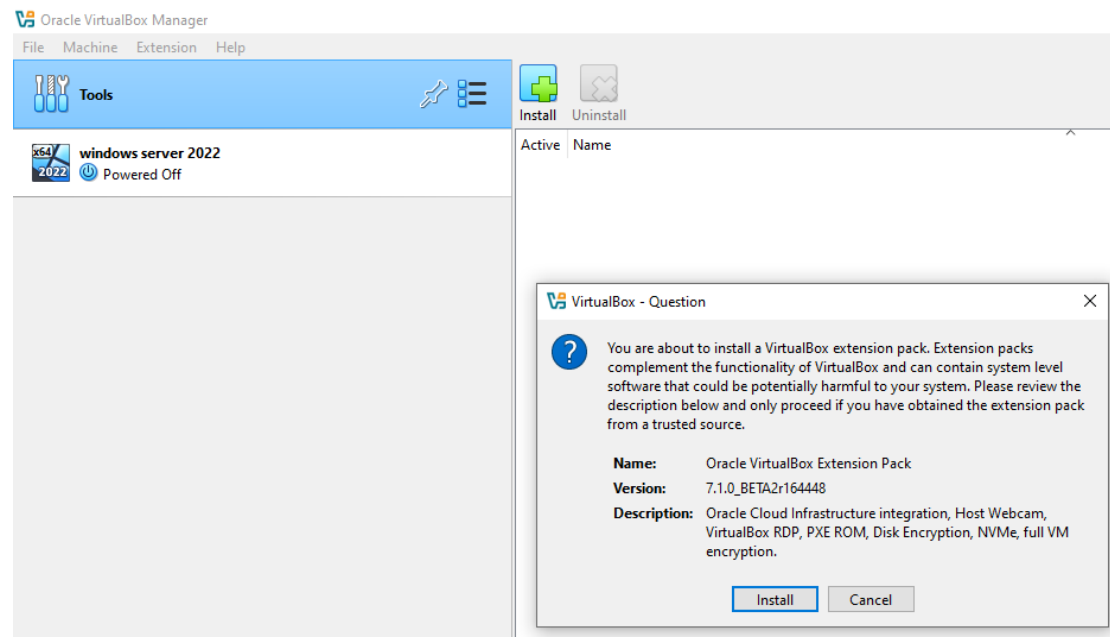 Oracle VirtualBox Manager
File Machine Extension Help
Tools
Install Uninstall
Active Name
x64
2022
windows server 2022
Powered Off
VirtualBox - Question
You are about to install a VirtualBox extension pack. Extension packs
complement the functionality of VirtualBox and can contain system level
software that could be potentially harmful to your system. Please review the
description below and only proceed if you have obtained the extension pack
from a trusted source.
Name: Oracle VirtualBox Extension Pack
Version: 7.1.0_BETA2r164448
Description: Oracle Cloud Infrastructure integration, Host Webcam,
VirtualBox RDP, PXE ROM, Disk Encryption, NVMe, full VM
encryption.
Install Cancel